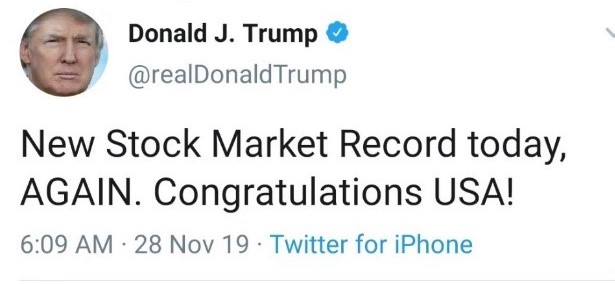 Donald J. Trump
@realDonaldTrump
New Stock Market Record today,
AGAIN. Congratulations USA!
6:09 AM · 28 Nov 19 · Twitter for iPhone